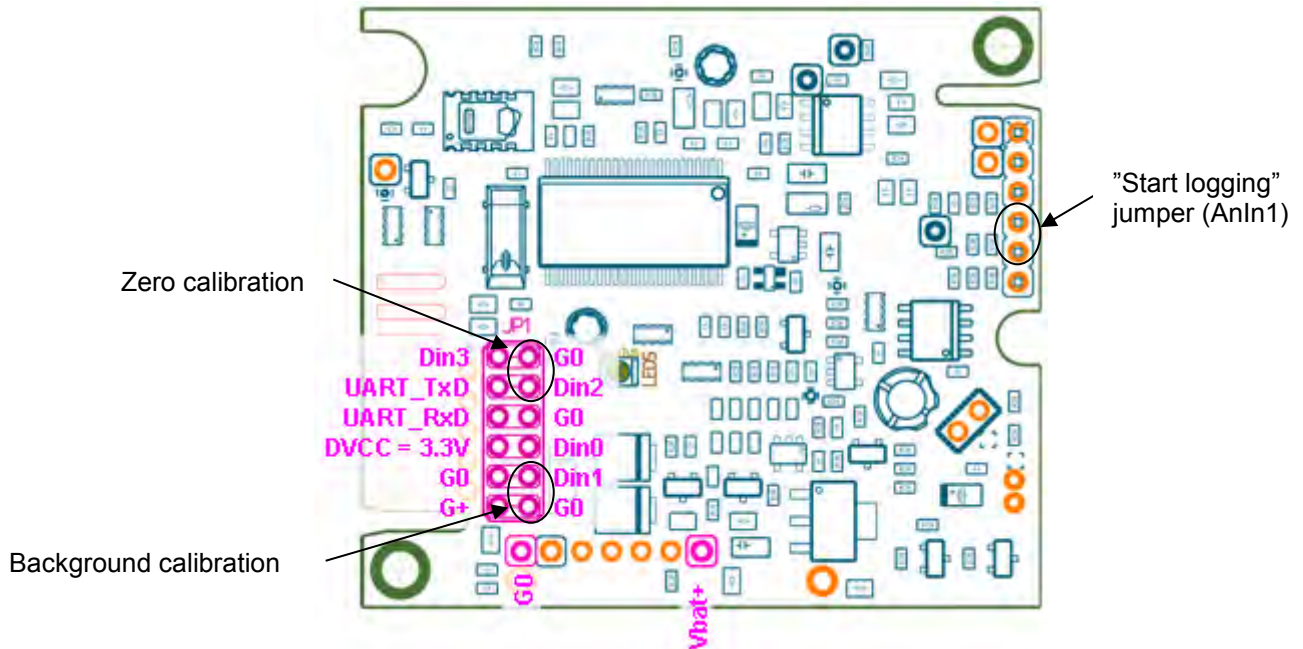 ”Start logging”
jumper (AnIn1)
Zero calibration
JP1
Din3
G0
UART_TxD
Din2
LED5
UART_RxD
G0
DVCC = 3.3V
Din0
G0
Din1
G+
G0
Background calibration
G0
Vbat+